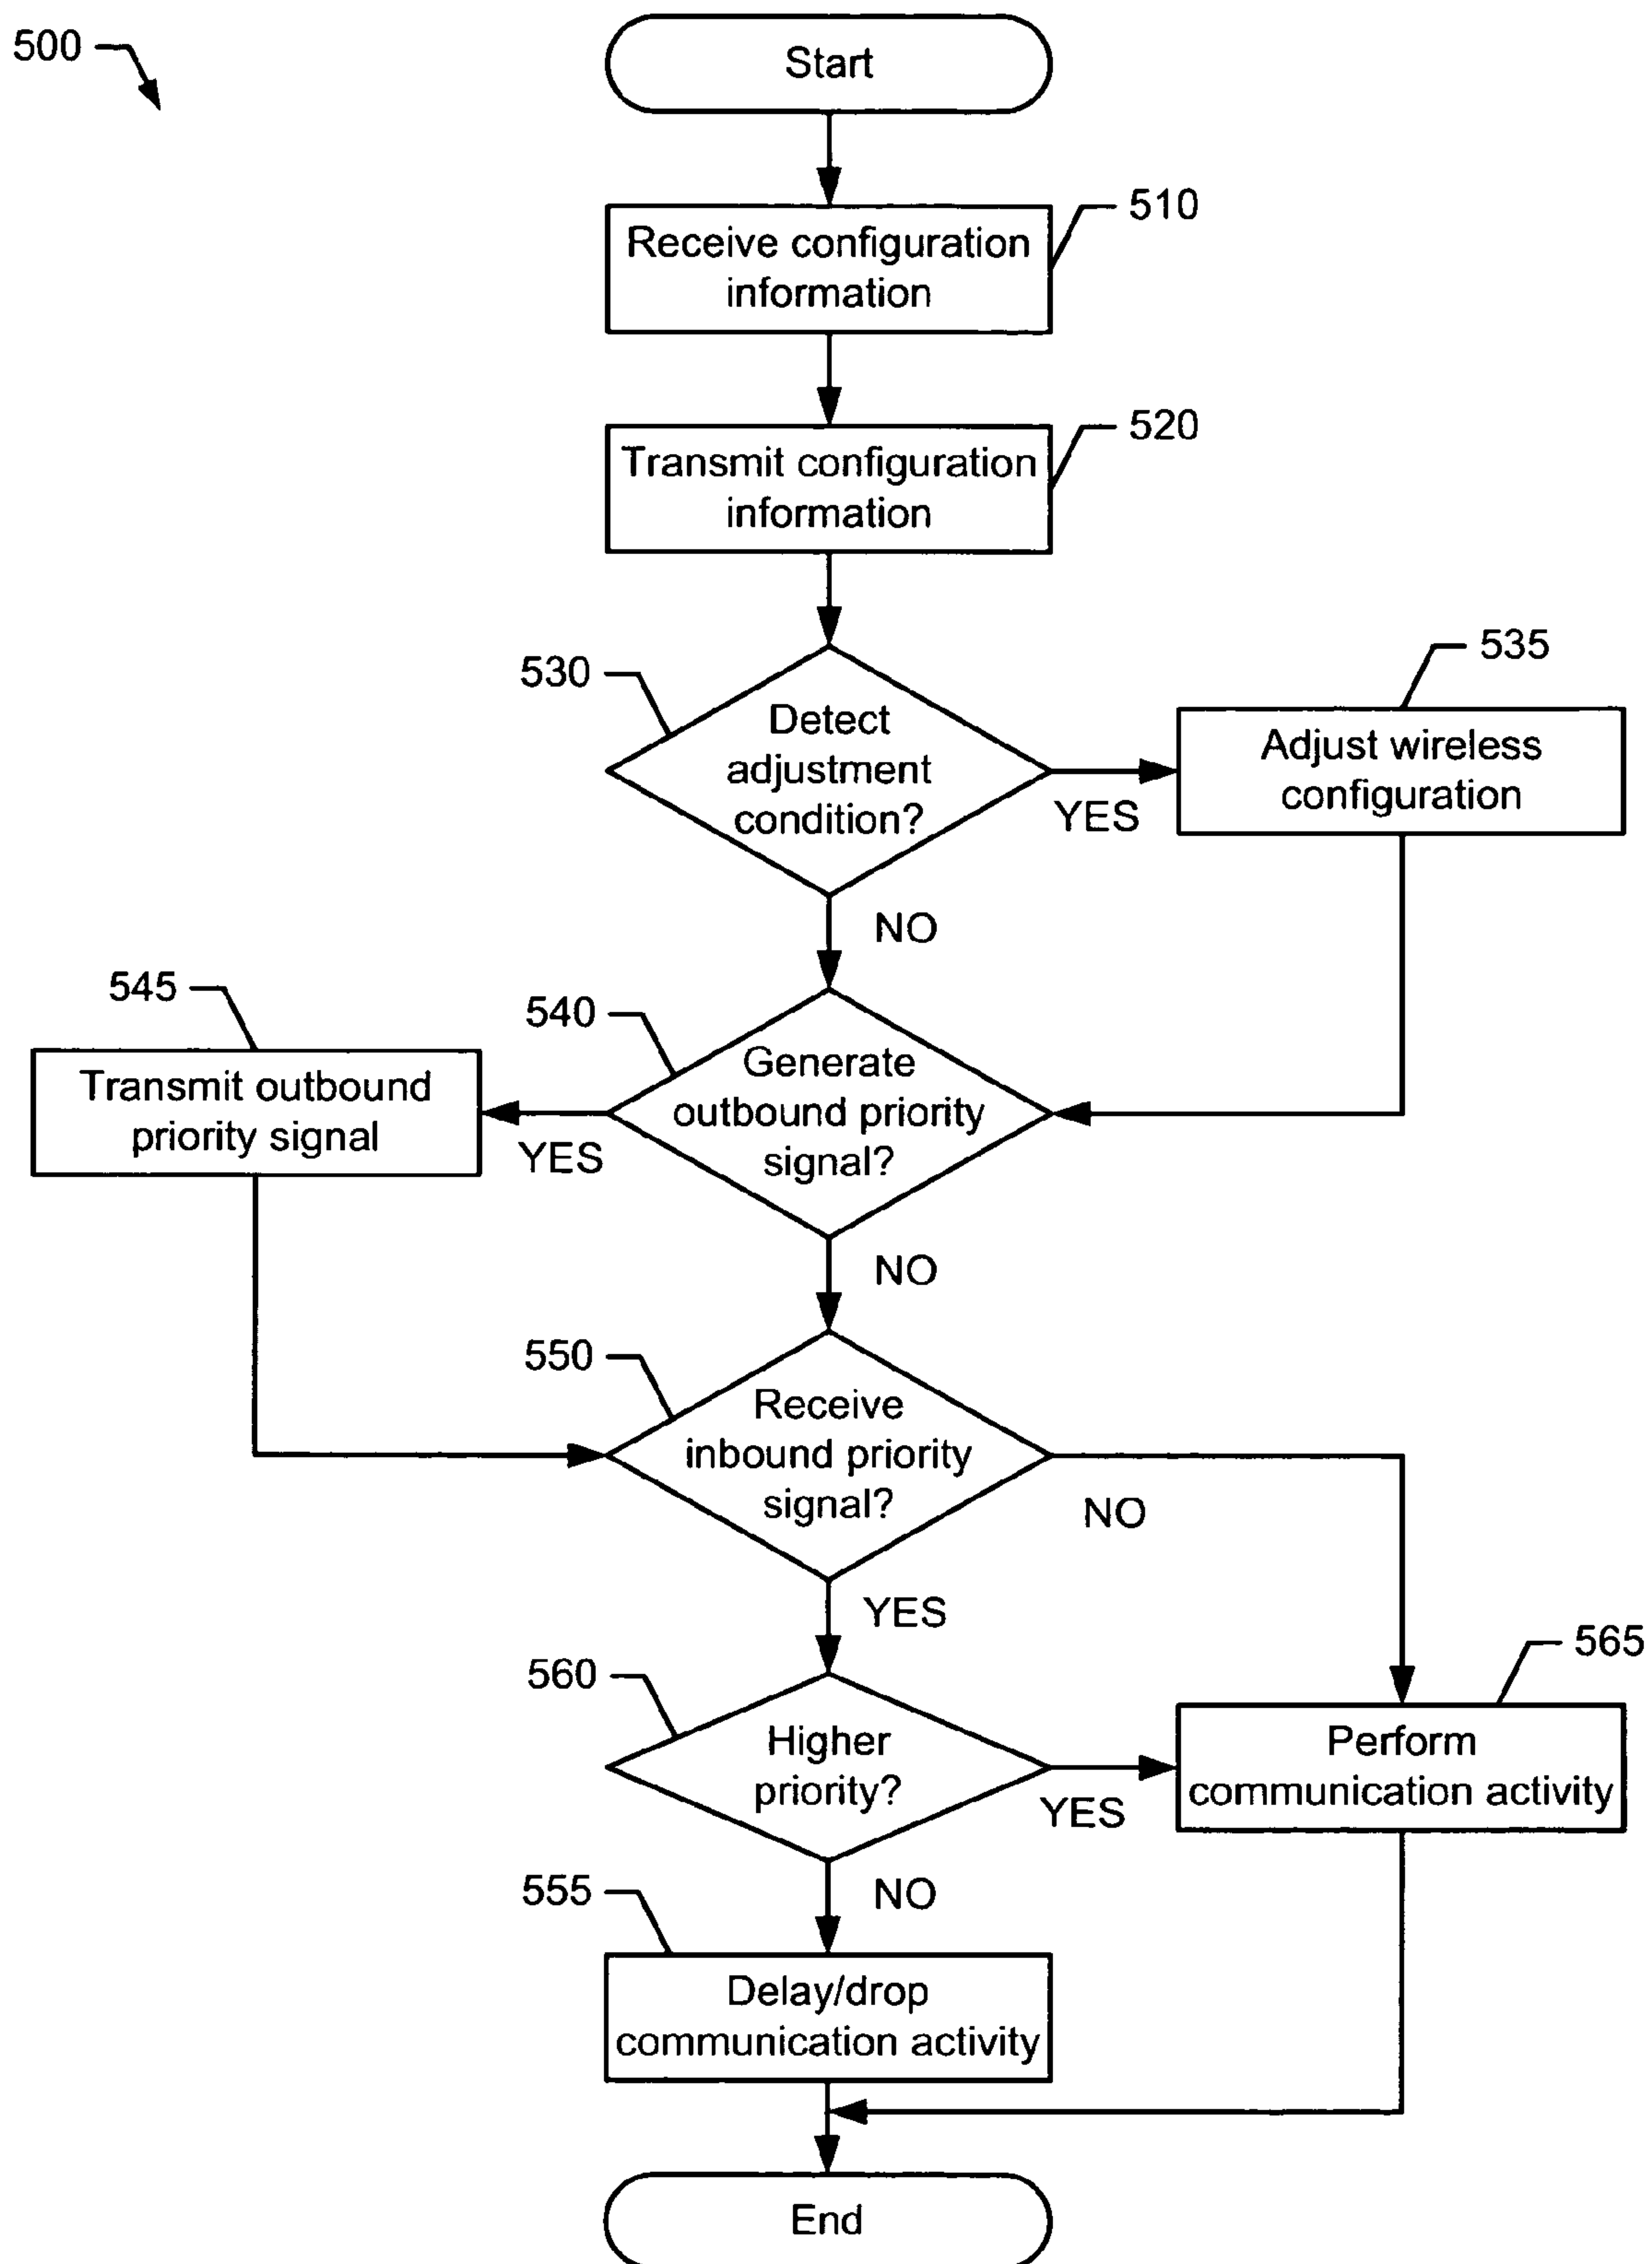 500
Start
510
Receive configuration
information
520
Transmit configuration
information
530
Detect
adjustment
condition?
YES
535
Adjust wireless
configuration
NO
545
Transmit outbound
priority signal
540
Generate
outbound priority
signal?
YES
NO
550
Receive
inbound priority
signal?
NO
YES
560
Higher
priority?
YES
565
Perform
communication activity
NO
555
Delay/drop
communication activity
End